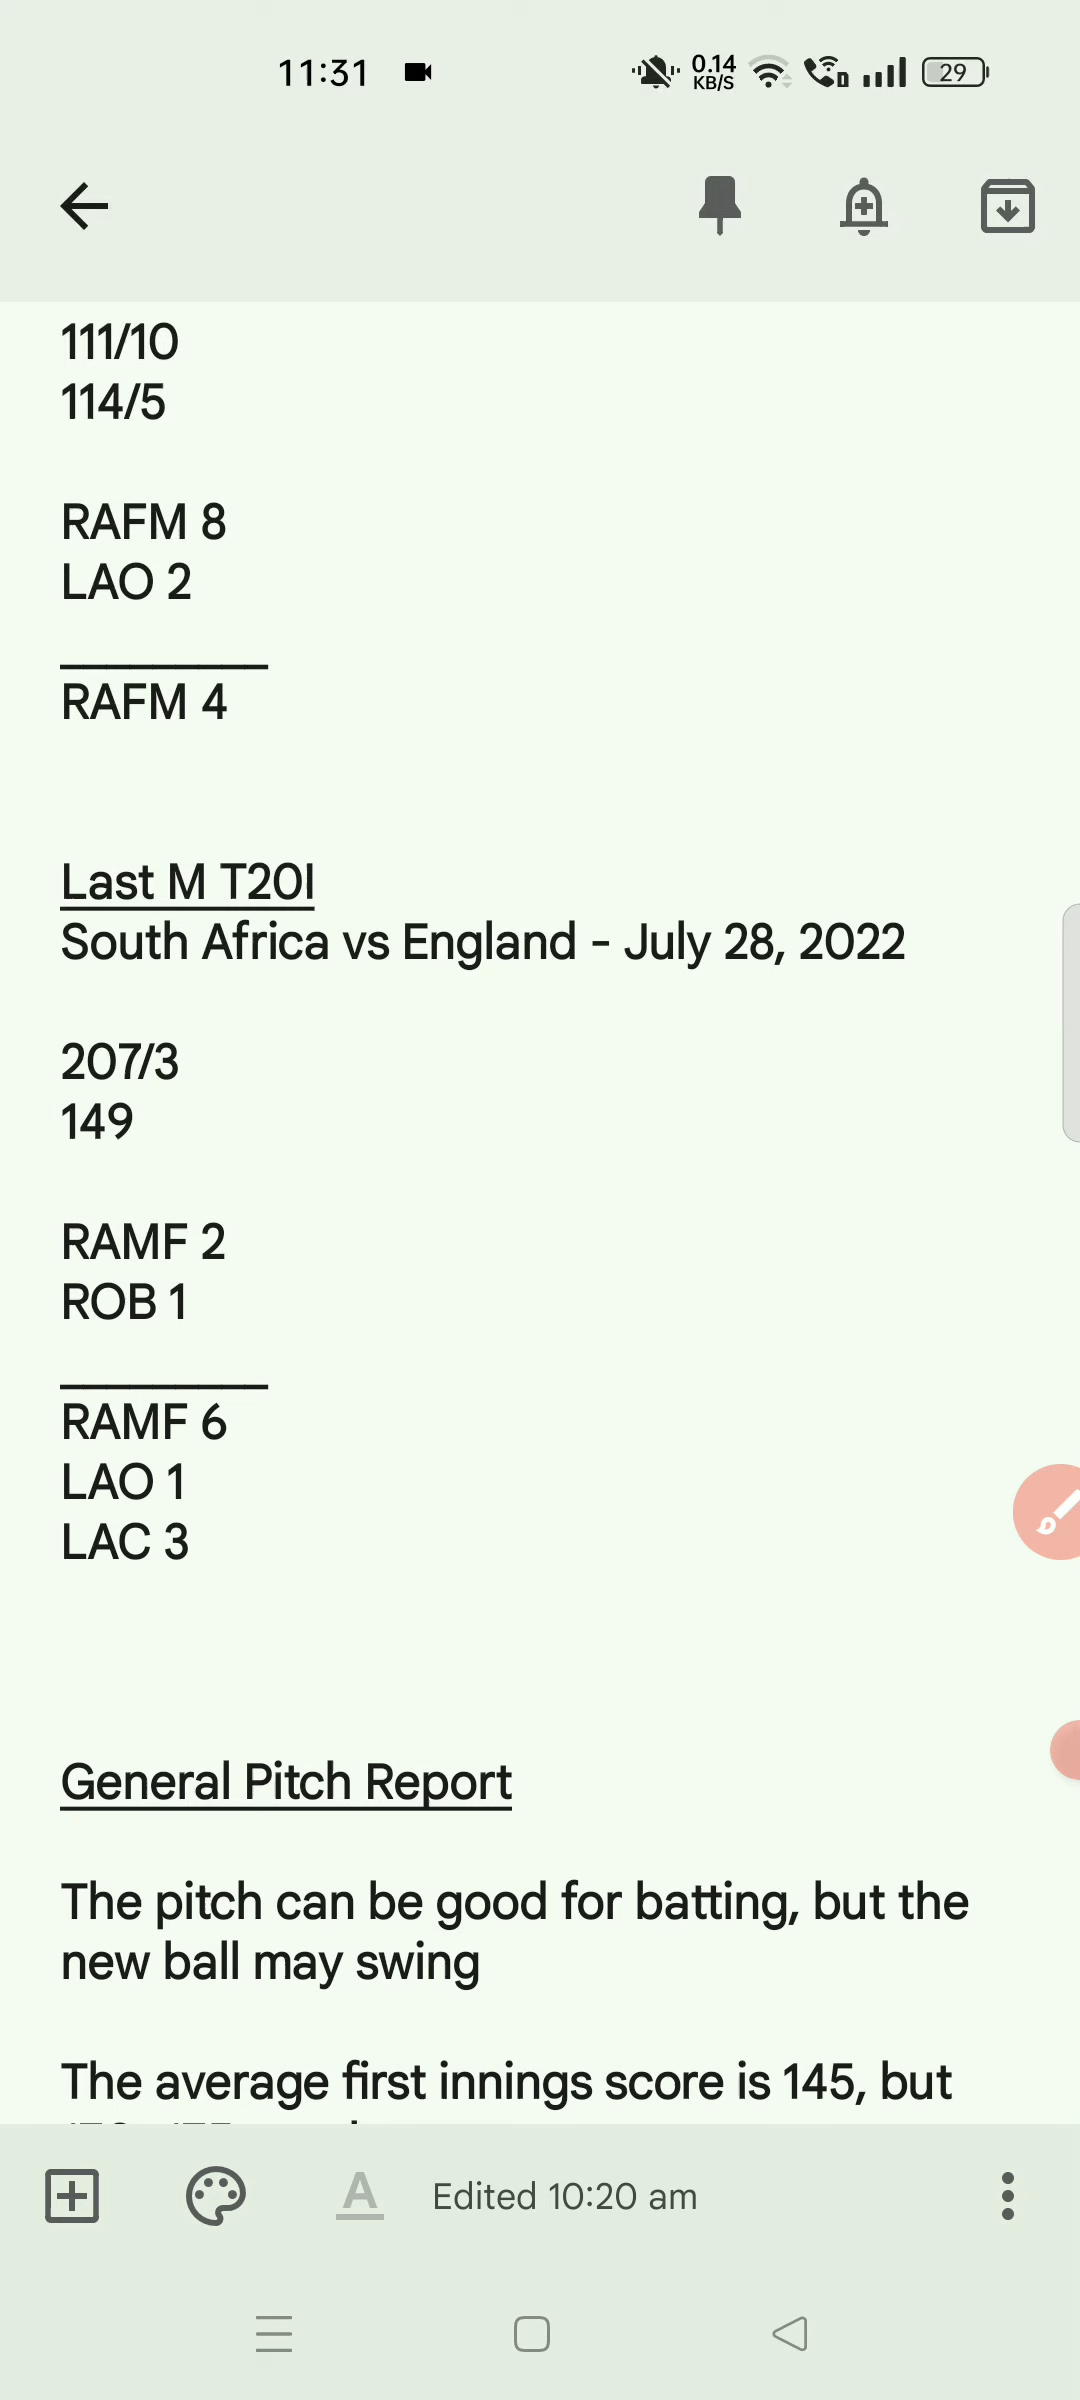 11:31
0.14
KB/S
29
111/10
114/5
RAFM 8
LAO 2
RAFM 4
Last M T20I
South Africa vs England - July 28, 2022
207/3
149
RAMF 2
ROB 1
RAMF 6
LAO 1
LAC 3
General Pitch Report
The pitch can be good for batting, but the
new ball may swing
The average first innings score is 145, but
A
Edited 10:20 am